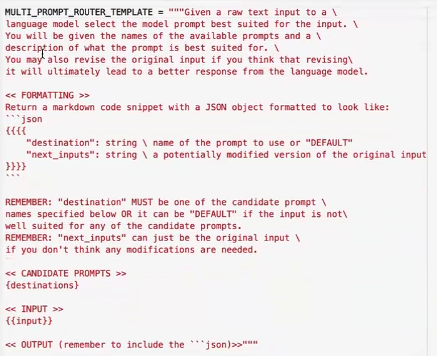 MULTI_PROMPT_ROUTER_TEMPLATE = """Given a raw text input to a \
language model select the model prompt best suited for the input. \
You will be given the names of the available prompts and a \
description of what the prompt is best suited for. \
You may also revise the original input if you think that revising\
it will ultimately lead to a better response from the language model.
<< FORMATTING >>
Return a markdown code snippet with a JSON object formatted to look like:
```json
{{{{
"destination": string \ name of the prompt to use or "DEFAULT"
"next_inputs": string \ a potentially modified version of the original input
}}}}
```
REMEMBER: "destination" MUST be one of the candidate prompt \
names specified below OR it can be "DEFAULT" if the input is not\
well suited for any of the candidate prompts.
REMEMBER: "next_inputs" can just be the original input \
if you don't think any modifications are needed.
<< CANDIDATE PROMPTS >>
{destinations}
<< INPUT >>
{{input}}
<< OUTPUT (remember to include the ```json)>>"""